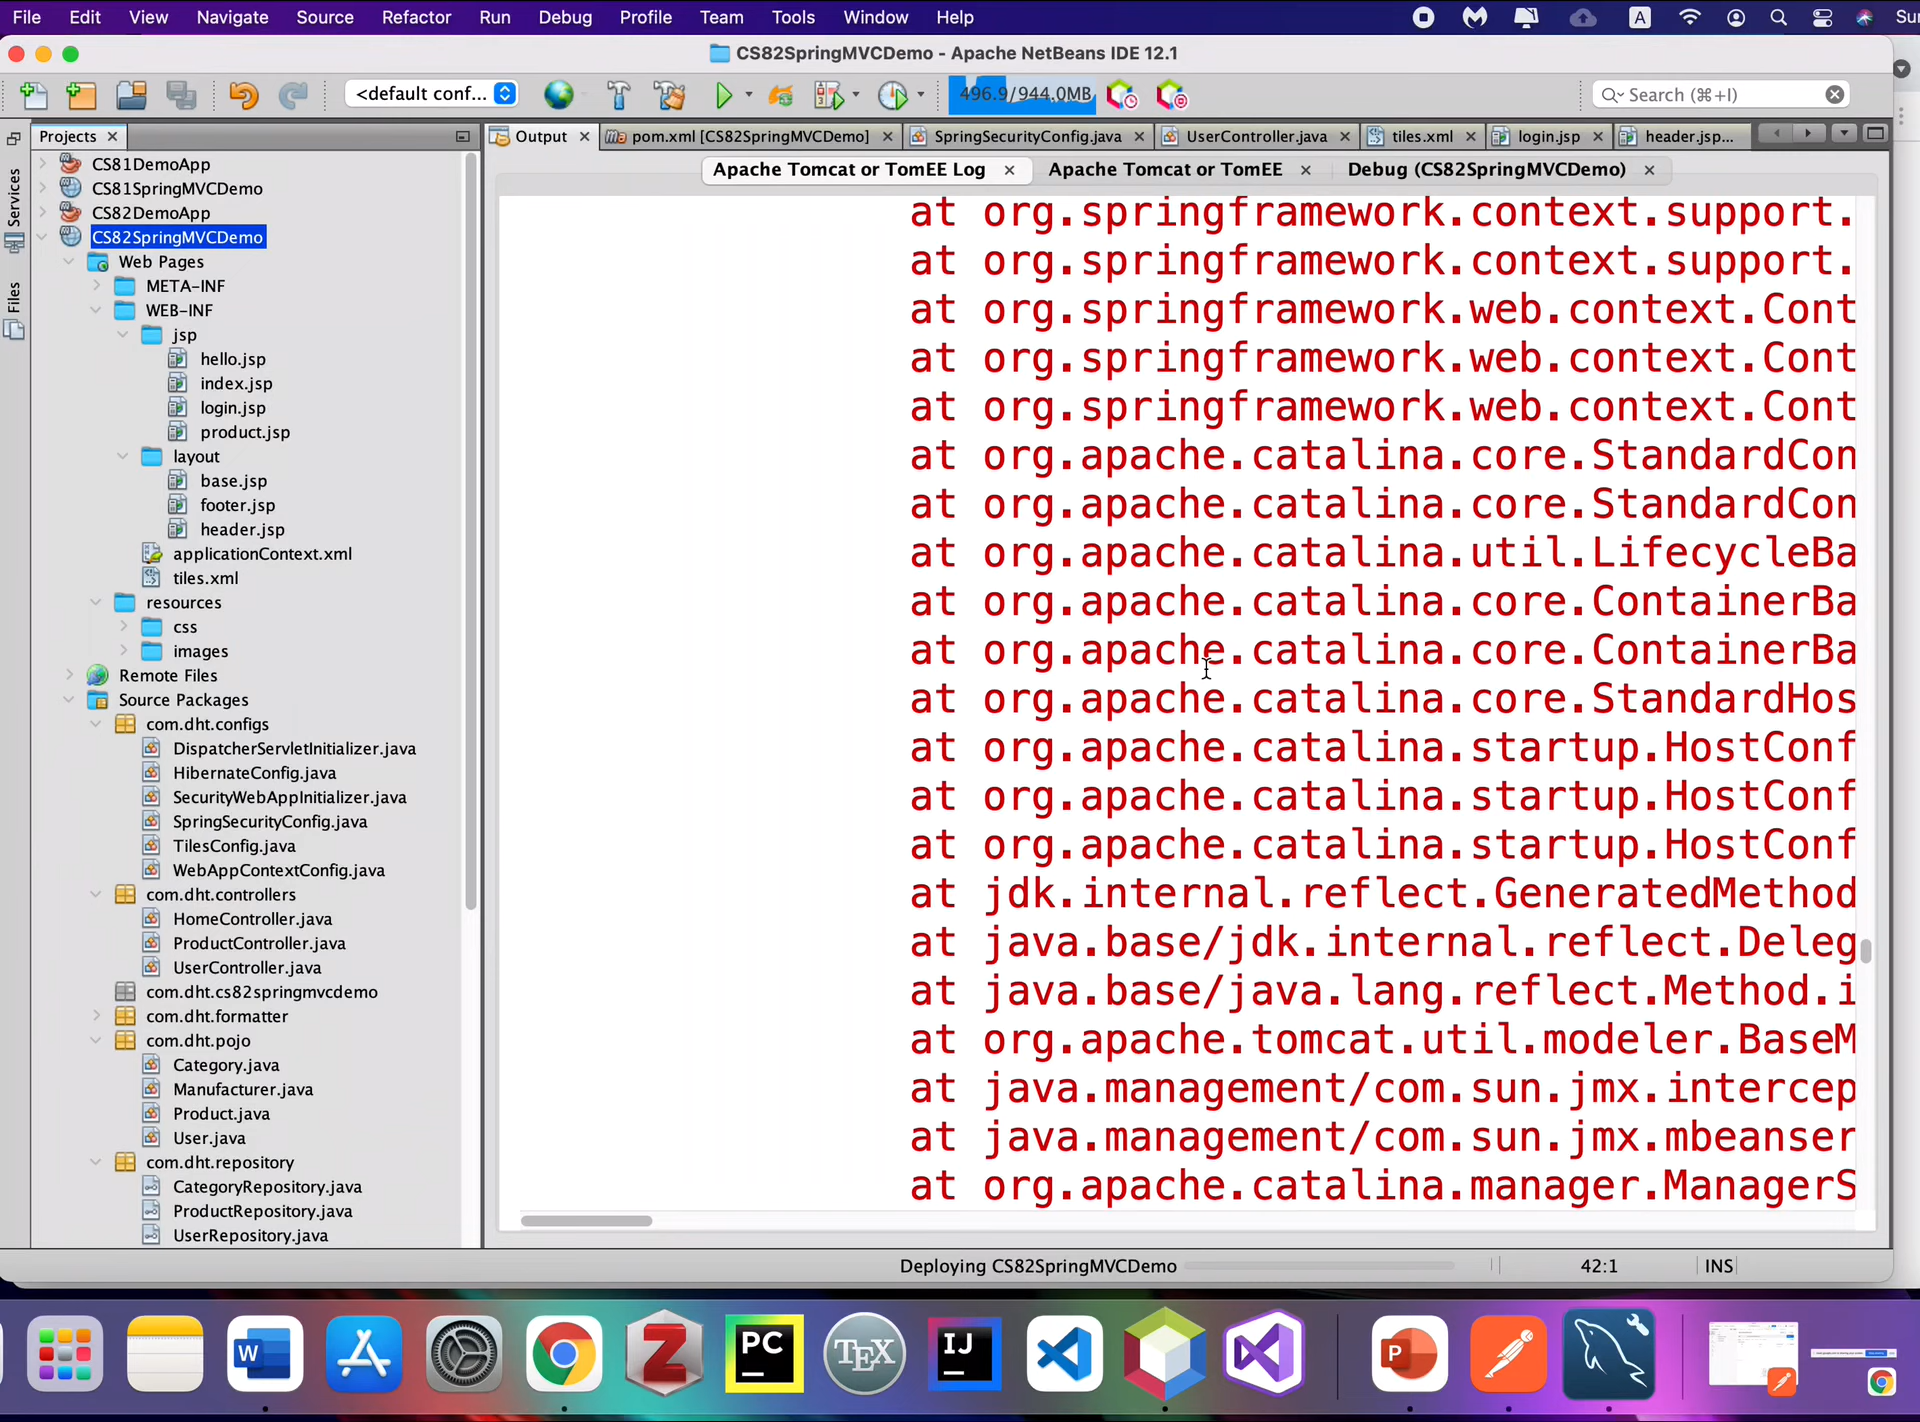 File Edit View Navigate Source Refactor Run Debug Profile Team Tools Window Help A Sun
CS82SpringMVCDemo - Apache NetBeans IDE 12.1
<default conf... 496.9/944.0MB Search (⌘+I)
Projects Output pom.xml [CS82SpringMVCDemo] SpringSecurityConfig.java UserController.java tiles.xml login.jsp header.jsp...
Apache Tomcat or TomEE Log Apache Tomcat or TomEE Debug (CS82SpringMVCDemo)
Services
Files
CS81DemoApp
CS81SpringMVCDemo
CS82DemoApp
CS82SpringMVCDemo
Web Pages
META-INF
WEB-INF
jsp
hello.jsp
index.jsp
login.jsp
product.jsp
layout
base.jsp
footer.jsp
header.jsp
applicationContext.xml
tiles.xml
resources
css
images
Remote Files
Source Packages
com.dht.configs
DispatcherServletInitializer.java
HibernateConfig.java
SecurityWebAppInitializer.java
SpringSecurityConfig.java
TilesConfig.java
WebAppContextConfig.java
com.dht.controllers
HomeController.java
ProductController.java
UserController.java
com.dht.cs82springmvcdemo
com.dht.formatter
com.dht.pojo
Category.java
Manufacturer.java
Product.java
User.java
com.dht.repository
CategoryRepository.java
ProductRepository.java
UserRepository.java
at org.springframework.context.support.
at org.springframework.context.support.
at org.springframework.web.context.Cont
at org.springframework.web.context.Cont
at org.springframework.web.context.Cont
at org.apache.catalina.core.StandardCon
at org.apache.catalina.core.StandardCon
at org.apache.catalina.util.LifecycleBa
at org.apache.catalina.core.ContainerBa
at org.apache.catalina.core.ContainerBa
at org.apache.catalina.core.StandardHos
at org.apache.catalina.startup.HostConf
at org.apache.catalina.startup.HostConf
at org.apache.catalina.startup.HostConf
at jdk.internal.reflect.GeneratedMethod
at java.base/jdk.internal.reflect.Deleg
at java.base/java.lang.reflect.Method.i
at org.apache.tomcat.util.modeler.BaseM
at java.management/com.sun.jmx.intercep
at java.management/com.sun.jmx.mbeanser
at org.apache.catalina.manager.ManagerS
Deploying CS82SpringMVCDemo 42:1 INS
W Z PC TEX IJ P